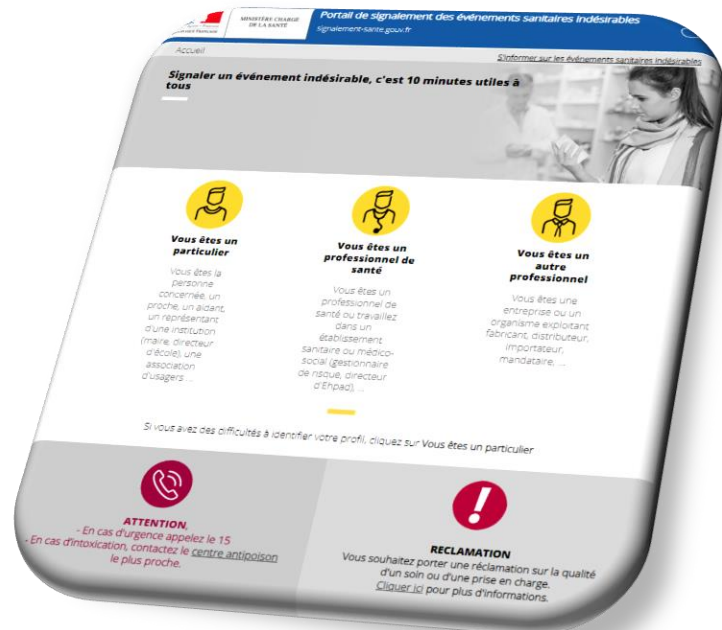 MINISTÈRE CHARGÉ
DE LA SANTÉ
Portail de signalement des événements sanitaires indésirables
signalement-sante.gouv.fr
Accueil
S'informer sur les événements sanitaires indésirables
Signaler un événement indésirable, c'est 10 minutes utiles à
tous
Vous êtes un
particulier
Vous êtes la
personne
concernée, un
proche, un aidant,
un représentant
d'une institution
(maire, directeur
d'école), une
association
d'usagers ...
Vous êtes un
professionnel de
santé
Vous êtes un
professionnel de
santé ou travaillez
dans un
établissement
sanitaire ou médico-
social (gestionnaire
de risque, directeur
d'Ehpad), ...
Vous êtes un
autre
professionnel
Vous êtes une
entreprise ou un
organisme exploitant
fabricant, distributeur,
importateur,
mandataire, ...
Si vous avez des difficultés à identifier votre profil, cliquez sur Vous êtes un particulier
ATTENTION,
- En cas d'urgence appelez le 15
- En cas d'intoxication, contactez le centre antipoison
le plus proche.
RECLAMATION
Vous souhaitez porter une réclamation sur la qualité
d'un soin ou d'une prise en charge.
Cliquer ici pour plus d'informations.